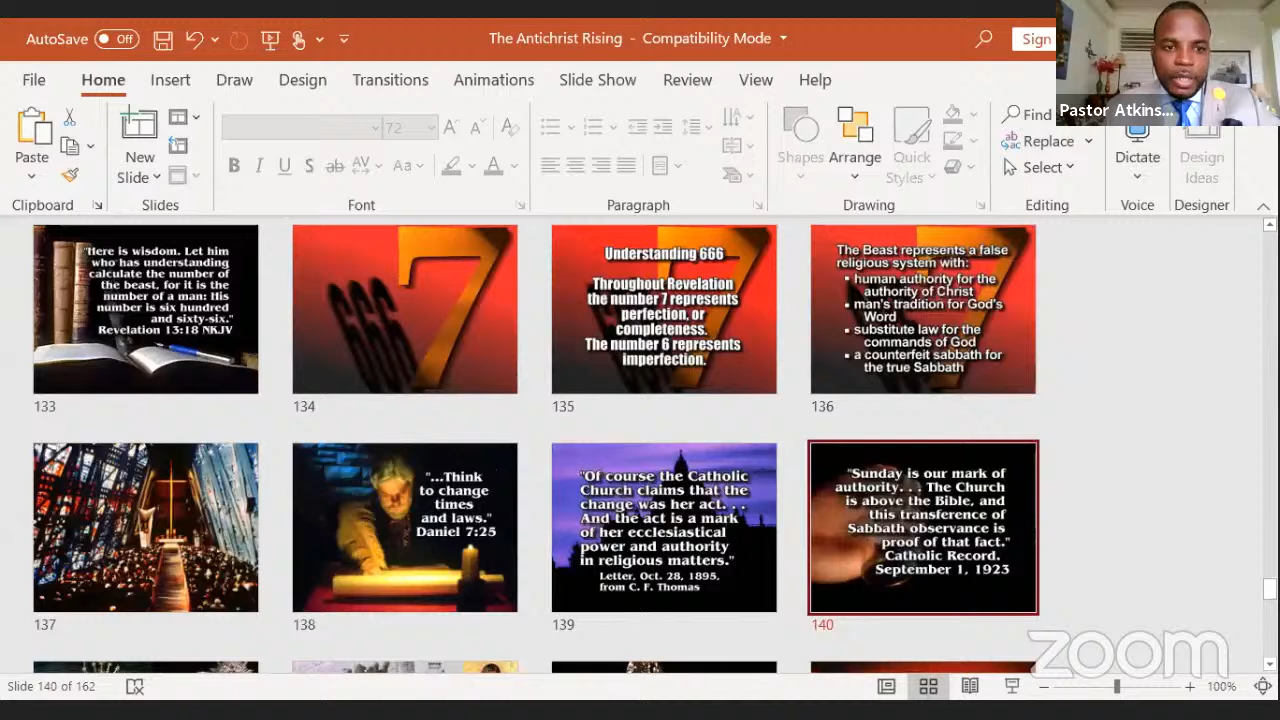 AutoSave Off
The Antichrist Rising - Compatibility Mode
Sign
File Home Insert Draw Design Transitions Animations Slide Show Review View Help
Pastor Atkins...
Paste
New
Slide
72
Aa
Shapes
Arrange
Quick
Styles
Find
Replace
Select
Dictate
Design
Ideas
Clipboard
Slides
Font
Paragraph
Drawing
Editing
Voice
Designer
"Here is wisdom. Let him
who has understanding
calculate the number of
the beast, for it is the
number of a man: His
number is six hundred
and sixty-six."
Revelation 13:18 NKJV
133
666 7
134
Understanding 666
Throughout Revelation
the number 7 represents
perfection, or
completeness.
The number 6 represents
imperfection.
135
The Beast represents a false
religious system with:
▪ human authority for the
authority of Christ
▪ man's tradition for God's
Word
▪ substitute law for the
commands of God
▪ a counterfeit sabbath for
the true Sabbath
136
137
"...Think
to change
times
and laws."
Daniel 7:25
138
"Of course the Catholic
Church claims that the
change was her act. . .
And the act is a mark
of her ecclesiastical
power and authority
in religious matters."
Letter, Oct. 28, 1895,
from C. F. Thomas
139
"Sunday is our mark of
authority. . . The Church
is above the Bible, and
this transference of
Sabbath observance is
proof of that fact."
Catholic Record.
September 1, 1923
140
zoom
Slide 140 of 162
100%